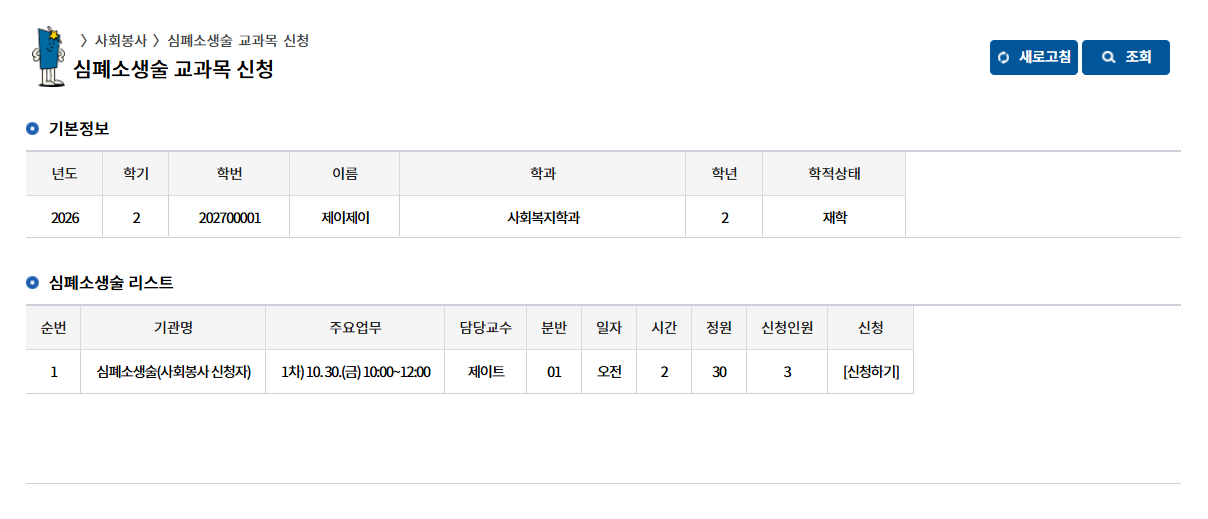 〉 사회봉사 〉 심폐소생술 교과목 신청
심폐소생술 교과목 신청
새로고침 조회
기본정보
년도 학기 학번 이름 학과 학년 학적상태
2026 2 202700001 제이제이 사회복지학과 2 재학
심폐소생술 리스트
순번 기관명 주요업무 담당교수 분반 일자 시간 정원 신청인원 신청
1 심폐소생술(사회봉사 신청자) 1차) 10. 30.(금) 10:00~12:00 제이트 01 오전 2 30 3 [신청하기]